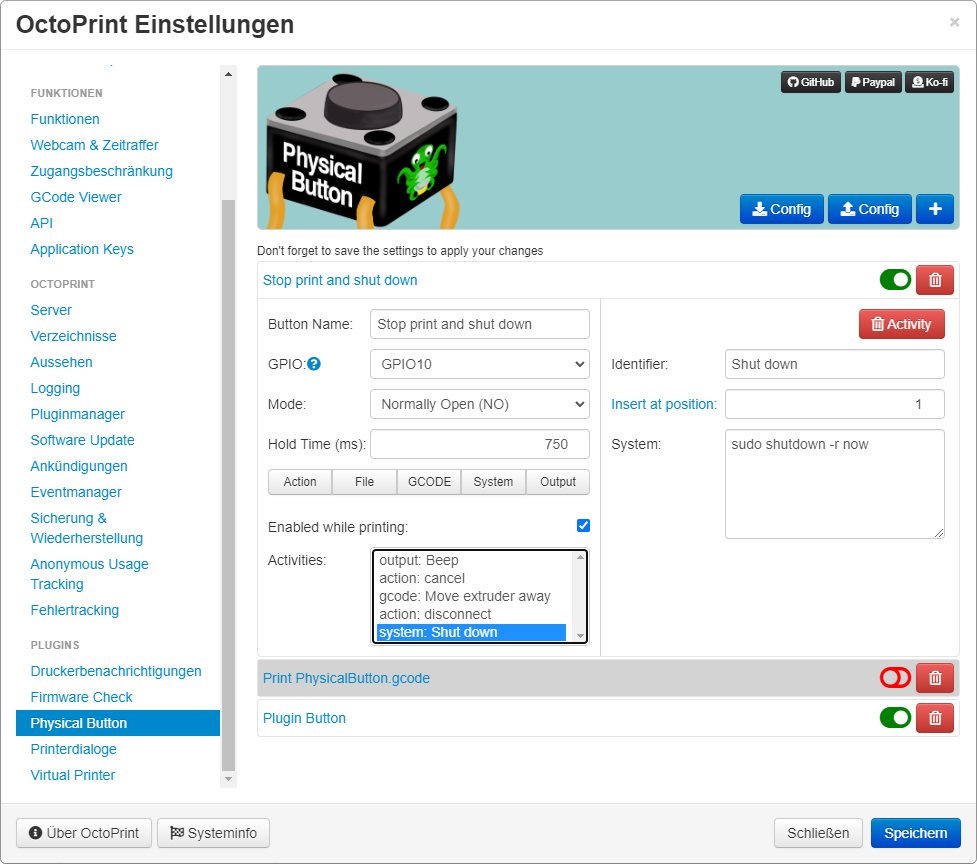 OctoPrint Einstellungen
×
FUNKTIONEN
Funktionen
Webcam & Zeitraffer
Zugangsbeschränkung
GCode Viewer
API
Application Keys
OCTOPRINT
Server
Verzeichnisse
Aussehen
Logging
Pluginmanager
Software Update
Ankündigungen
Eventmanager
Sicherung &
Wiederherstellung
Anonymous Usage
Tracking
Fehlertracking
PLUGINS
Druckerbenachrichtigungen
Firmware Check
Physical Button
Printerdialoge
Virtual Printer
GitHub Paypal Ko-fi
Physical
Button
Config Config +
Don't forget to save the settings to apply your changes
Stop print and shut down
Button Name: Stop print and shut down
GPIO: ? GPIO10
Mode: Normally Open (NO)
Hold Time (ms): 750
Action File GCODE System Output
Enabled while printing:
Activities:
output: Beep
action: cancel
gcode: Move extruder away
action: disconnect
system: Shut down
Activity
Identifier: Shut down
Insert at position: 1
System: sudo shutdown -r now
Print PhysicalButton.gcode
Plugin Button
Über OctoPrint Systeminfo Schließen Speichern